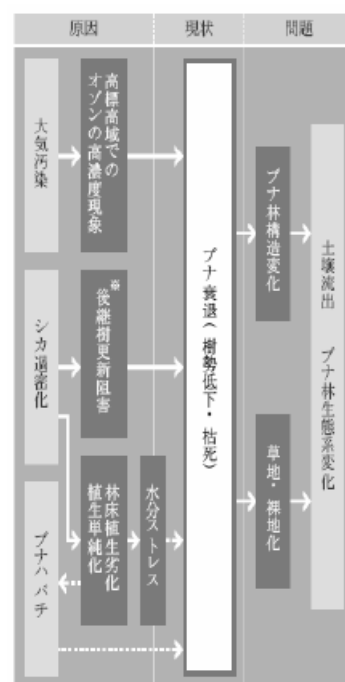 原因
現状
問題
大気汚染
高標高域での
オゾンの高濃度現象
シカ過密化
※
後継樹更新阻害
林床植生劣化
植生単純化
水分ストレス
ブナハバチ
ブナ衰退(樹勢低下・枯死)
ブナ林構造変化
草地・裸地化
土壌流出 ブナ林生態系変化